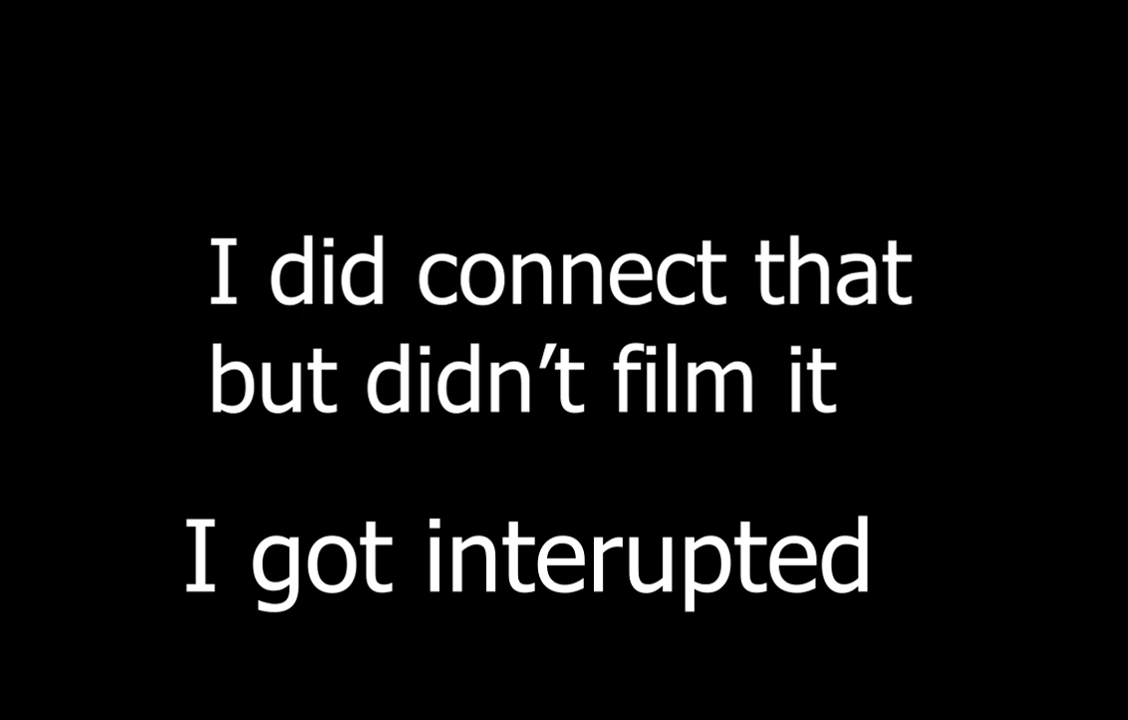 I did connect that
but didn’t film it
I got interupted